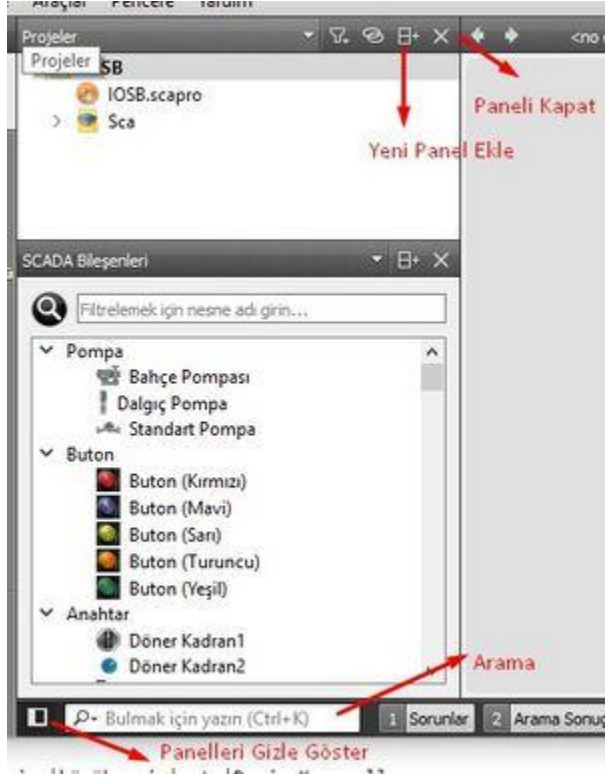 Araçlar Pencere Yardım
Projeler
<no
Projeler
SB
IOSB.scapro
Sca
Paneli Kapat
Yeni Panel Ekle
SCADA Bileşenleri
Filtrelemek için nesne adı girin...
Pompa
Bahçe Pompası
Dalgıç Pompa
Standart Pompa
Buton
Buton (Kırmızı)
Buton (Mavi)
Buton (Sarı)
Buton (Turuncu)
Buton (Yeşil)
Anahtar
Döner Kadran1
Döner Kadran2
Arama
Bulmak için yazın (Ctrl+K)
1 Sorunlar 2 Arama Sonuç
Panelleri Gizle Göster